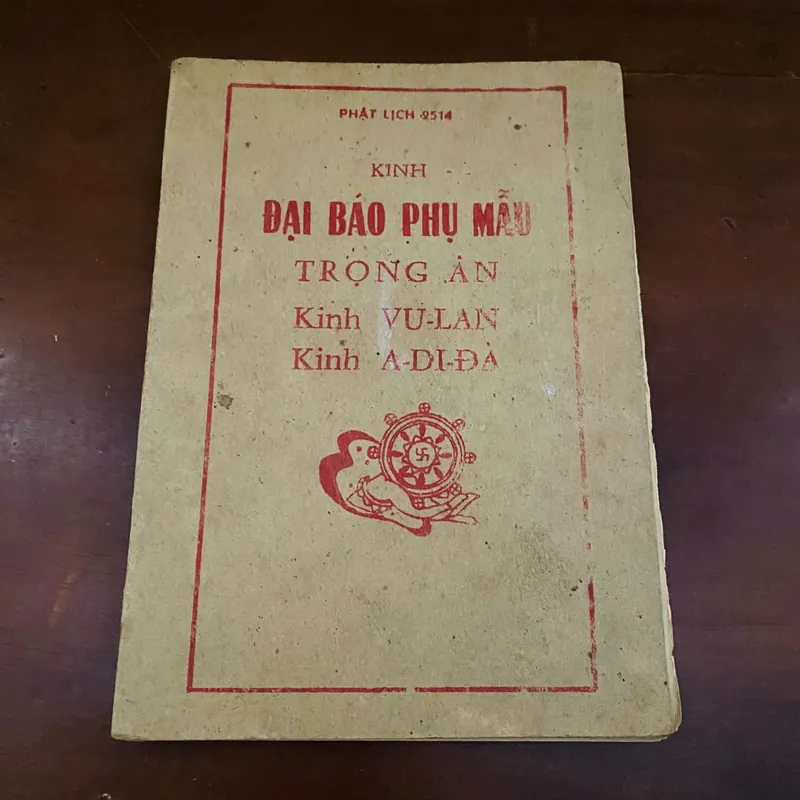 PHẬT LỊCH 2514
KINH
ĐẠI BÁO PHỤ MẪU
TRỌNG ÂN
Kinh VU-LAN
Kinh A-DI-ĐÀ